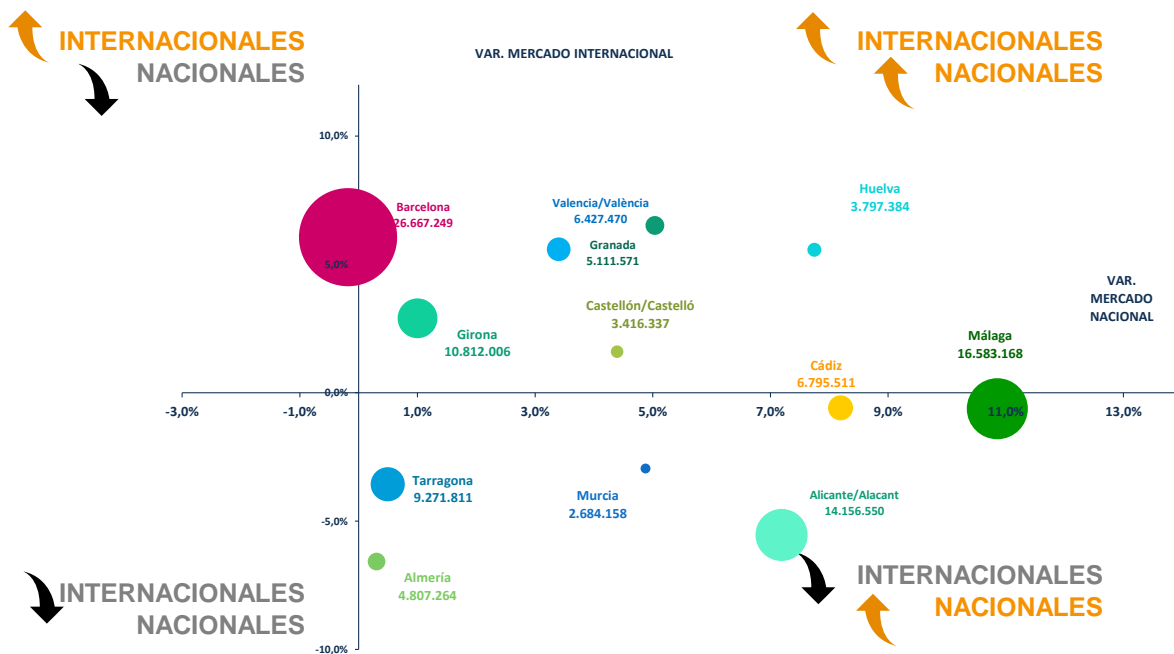 INTERNACIONALES
NACIONALES
VAR. MERCADO INTERNACIONAL
INTERNACIONALES
NACIONALES
10,0%
Barcelona
26.667.249
Valencia/València
6.427.470
Granada
5.111.571
Huelva
3.797.384
5,0%
VAR.
MERCADO
NACIONAL
Girona
10.812.006
Castellón/Castelló
3.416.337
Málaga
16.583.168
Cádiz
6.795.511
0,0%
-3,0%
-1,0%
1,0%
3,0%
5,0%
7,0%
9,0%
11,0%
13,0%
Tarragona
9.271.811
Murcia
2.684.158
Alicante/Alacant
14.156.550
-5,0%
Almería
4.807.264
INTERNACIONALES
NACIONALES
INTERNACIONALES
NACIONALES
-10,0%